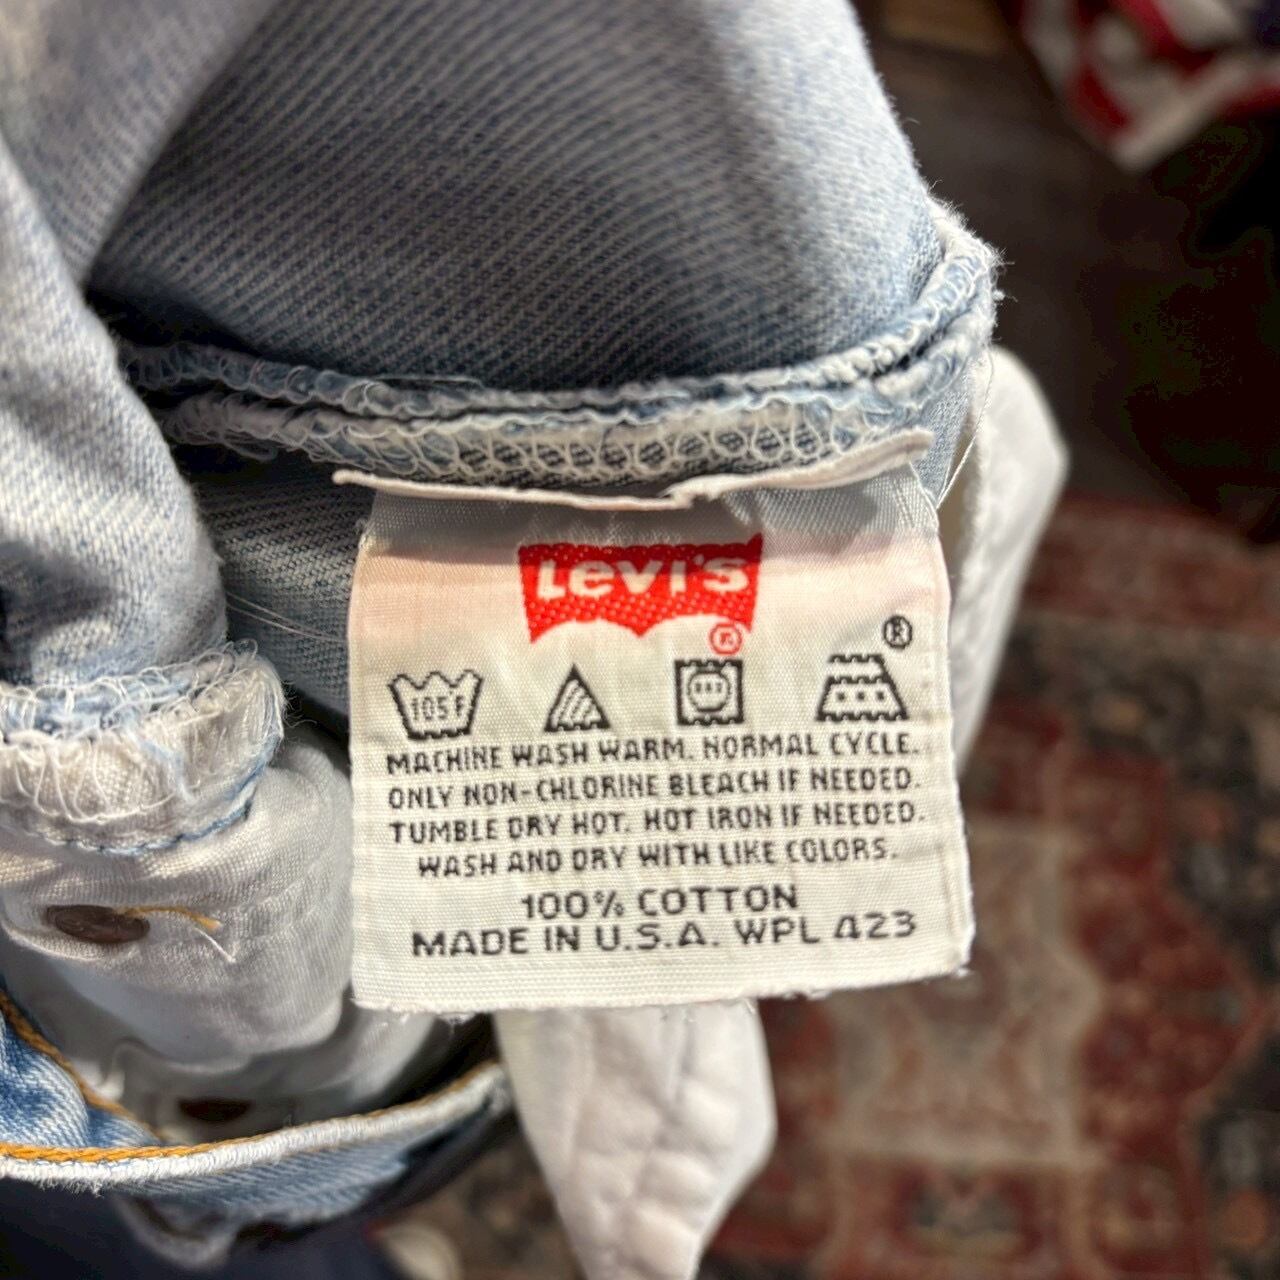 Levi's
®
®
105F
MACHINE WASH WARM. NORMAL CYCLE.
ONLY NON-CHLORINE BLEACH IF NEEDED.
TUMBLE DRY HOT. HOT IRON IF NEEDED.
WASH AND DRY WITH LIKE COLORS.
100% COTTON
MADE IN U.S.A. WPL 423